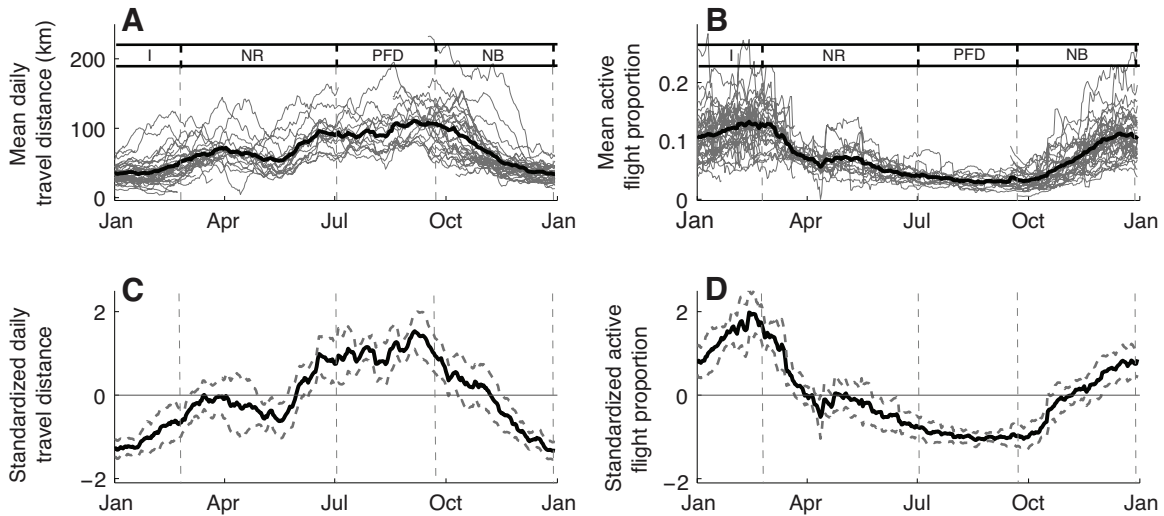 A
Mean daily
travel distance (km)
200
100
0
I NR PFD NB
Jan Apr Jul Oct Jan
B
Mean active
flight proportion
0.2
0.1
0
I NR PFD NB
Jan Apr Jul Oct Jan
C
Standardized daily
travel distance
2
0
−2
Jan Apr Jul Oct Jan
D
Standardized active
flight proportion
2
0
−2
Jan Apr Jul Oct Jan